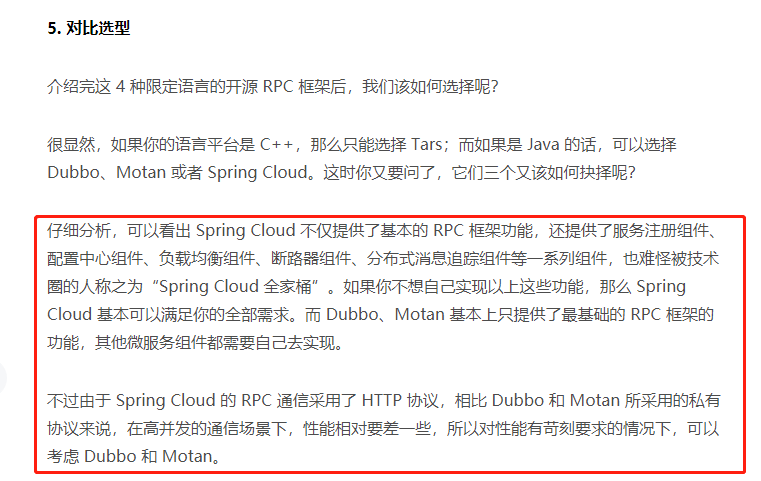 5. 对比选型
介绍完这 4 种限定语言的开源 RPC 框架后，我们该如何选择呢？
很显然，如果你的语言平台是 C++，那么只能选择 Tars；而如果是 Java 的话，可以选择
Dubbo、Motan 或者 Spring Cloud。这时你又要问了，它们三个又该如何抉择呢？
仔细分析，可以看出 Spring Cloud 不仅提供了基本的 RPC 框架功能，还提供了服务注册组件、
配置中心组件、负载均衡组件、断路器组件、分布式消息追踪组件等一系列组件，也难怪被技术
圈的人称之为“Spring Cloud 全家桶”。如果你不想自己实现以上这些功能，那么 Spring
Cloud 基本可以满足你的全部需求。而 Dubbo、Motan 基本上只提供了最基础的 RPC 框架的
功能，其他微服务组件都需要自己去实现。
不过由于 Spring Cloud 的 RPC 通信采用了 HTTP 协议，相比 Dubbo 和 Motan 所采用的私有
协议来说，在高并发的通信场景下，性能相对要差一些，所以对性能有苛刻要求的情况下，可以
考虑 Dubbo 和 Motan。